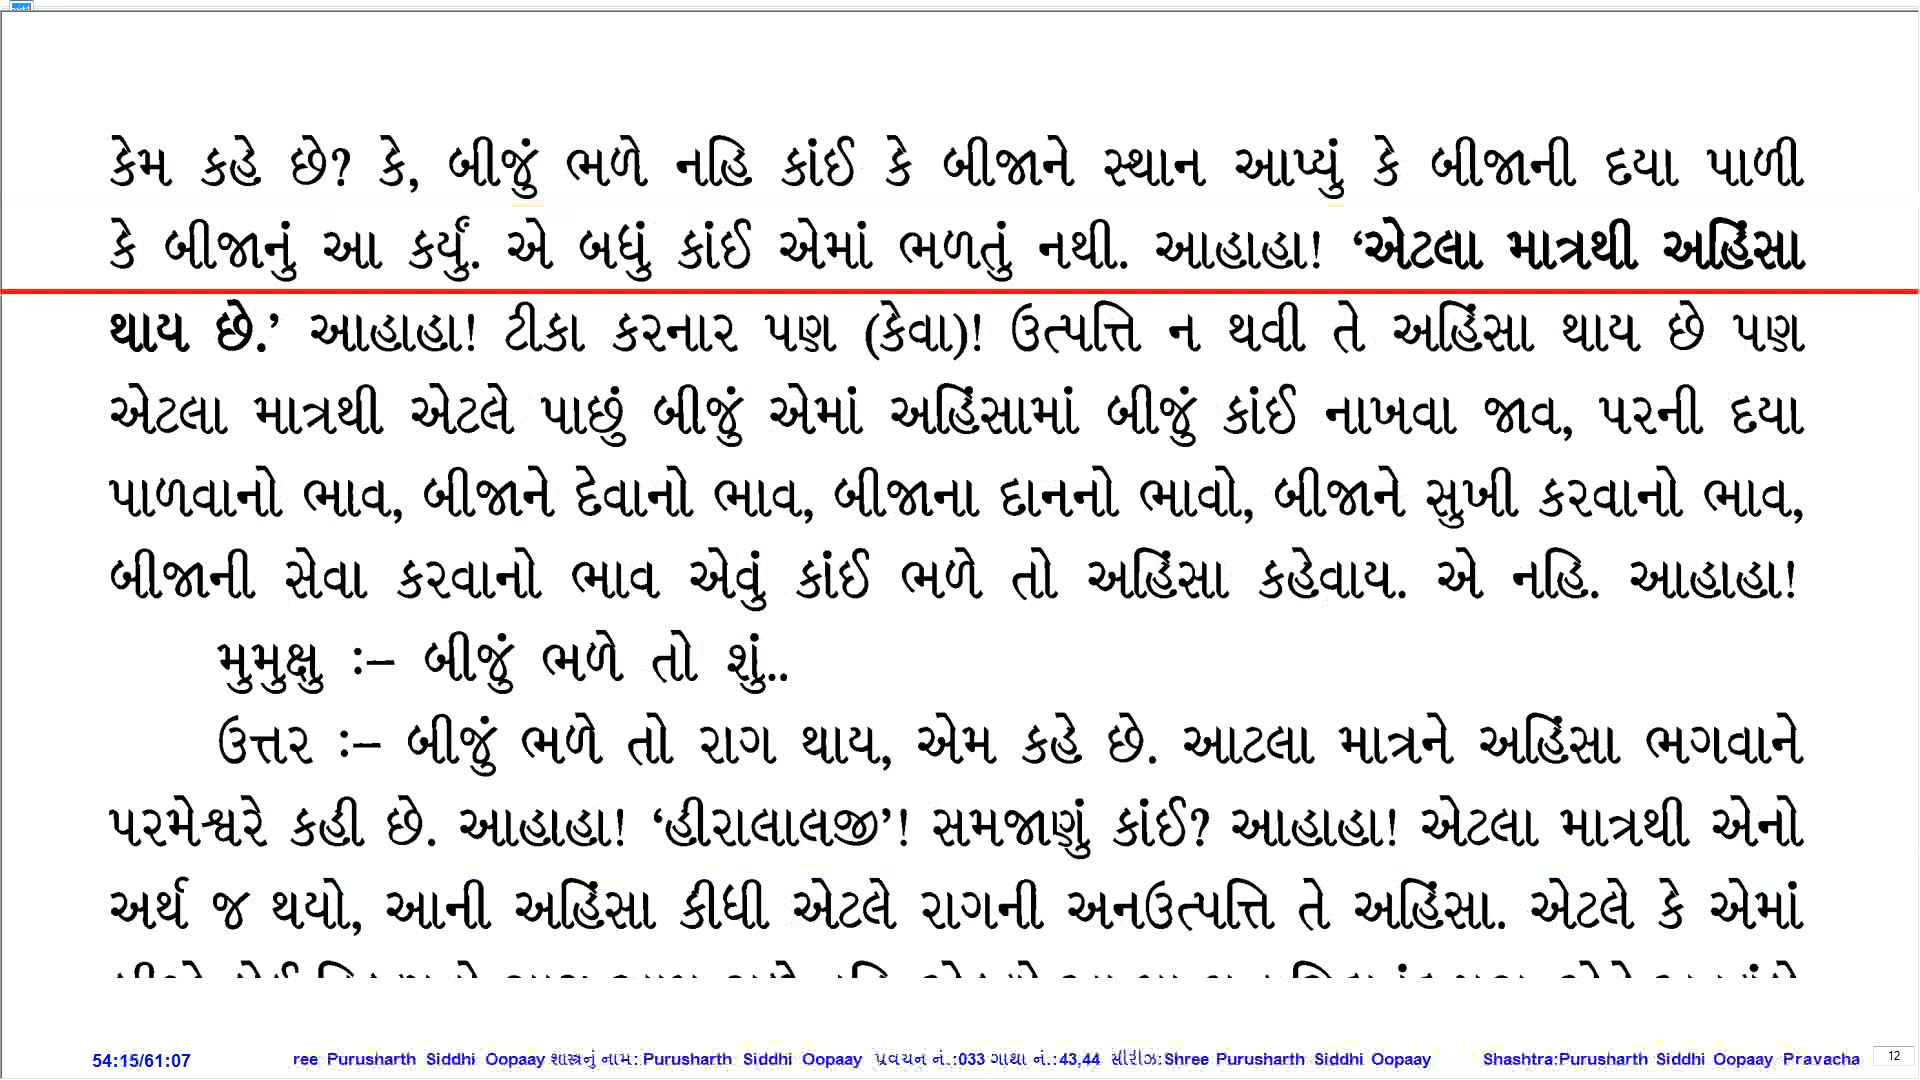 કેમ કહે છે? કે, બીજું ભળે નહિ કાંઈ કે બીજાને સ્થાન આપ્યું કે બીજાની દયા પાળી
કે બીજાનું આ કર્યું. એ બધું કાંઈ એમાં ભળતું નથી. આહાહા! ‘એટલા માત્રથી અહિંસા
થાય છે.’ આહાહા! ટીકા કરનાર પણ (કેવા)! ઉત્પત્તિ ન થવી તે અહિંસા થાય છે પણ
એટલા માત્રથી એટલે પાછું બીજું એમાં અહિંસામાં બીજું કાંઈ નાખવા જાવ, પરની દયા
પાળવાનો ભાવ, બીજાને દેવાનો ભાવ, બીજાના દાનનો ભાવો, બીજાને સુખી કરવાનો ભાવ,
બીજાની સેવા કરવાનો ભાવ એવું કાંઈ ભળે તો અહિંસા કહેવાય. એ નહિ. આહાહા!
મુમુક્ષુ :– બીજું ભળે તો શું..
ઉત્તર :– બીજું ભળે તો રાગ થાય, એમ કહે છે. આટલા માત્રને અહિંસા ભગવાને
પરમેશ્વરે કહી છે. આહાહા! ‘હીરાલાલજી’! સમજાણું કાંઈ? આહાહા! એટલા માત્રથી એનો
અર્થ જ થયો, આની અહિંસા કીધી એટલે રાગની અનઉત્પત્તિ તે અહિંસા. એટલે કે એમાં
54:15/61:07 ree Purusharth Siddhi Oopaay શાસ્ત્રનું નામ: Purusharth Siddhi Oopaay પ્રવચન નં.:033 ગાથા નં.:43,44 સીરીઝ:Shree Purusharth Siddhi Oopaay Shashtra:Purusharth Siddhi Oopaay Pravacha 12